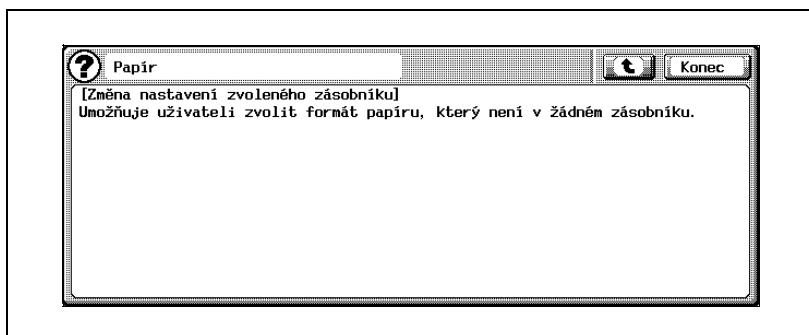 ? Papír
Konec
[Změna nastavení zvoleného zásobníku]
Umožňuje uživateli zvolit formát papíru, který není v žádném zásobníku.